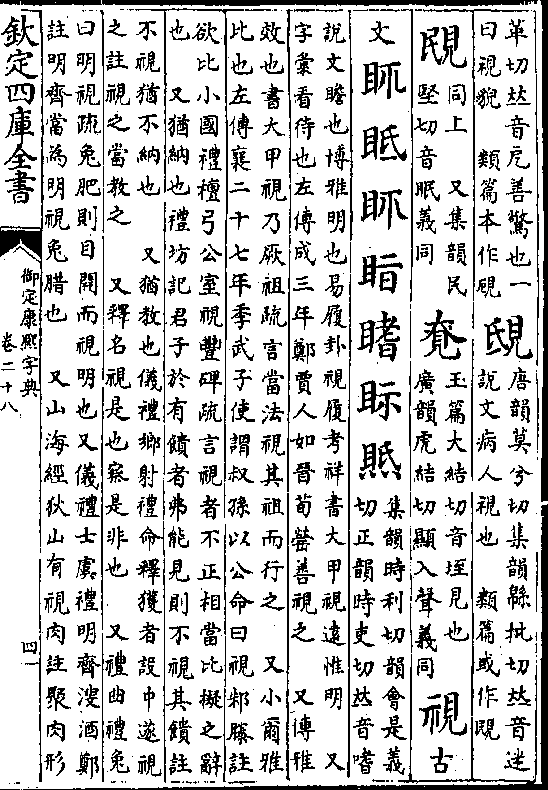 革切𠀤音戹善驚也一
曰視貌 類篇本作䀛
䚇
唐韻莫兮切集韻緜批切𠀤音迷
說文病人視也 類篇或作䀛
䚑
同上 又集韻民
堅切音眠義同
玉篇大結切音垤見也
廣韻虎結切顯入聲義同
視
古
文
眎
眡
集韻時利切韻會是義
切正韻時吏切𠀤音嗜
說文瞻也博雅明也易履卦視履考祥書大甲視遠惟明 又
字彙看待也左傳成三年鄭賈人如晉荀罃善視之 又博雅
效也書大甲視乃厥祖疏言當法視其祖而行之 又小爾雅
比也左傳襄二十七年季武子使謂叔孫以公命曰視邾滕註
欲比小國禮檀弓公室視豐碑疏言視者不正相當比擬之辭
也 又猶納也禮坊記君子於有饋者弗能見則不視其饋註
不視猶不納也 又猶教也儀禮鄉射禮命釋獲者設中遂視
之註視之當教之 又釋名視是也察是非也 又禮曲禮兔
曰明視疏兔肥則目開而視明也又儀禮士虞禮明齊溲酒鄭
註明齊當為明視兔腊也 又山海經狄山有視肉註聚肉形
欽定四庫全書
御定康熙字典
卷二十八
四一